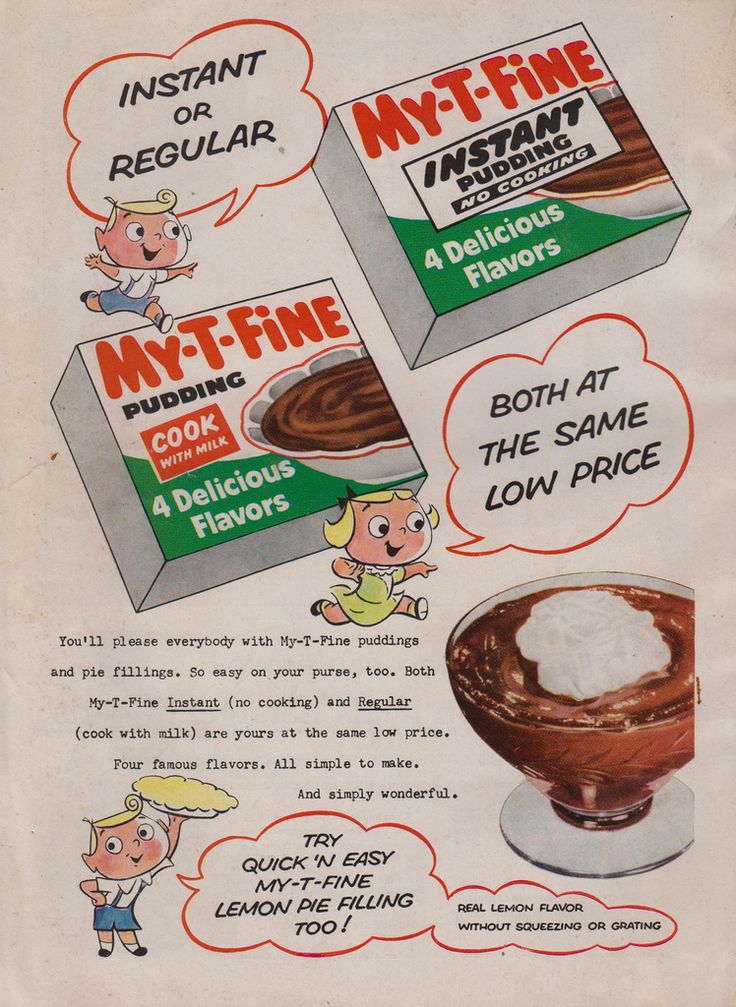 INSTANT
OR
REGULAR
MY-T-FINE
INSTANT
PUDDING
NO COOKING
4 Delicious
Flavors
MY-T-FINE
PUDDING
COOK
WITH MILK
4 Delicious
Flavors
BOTH AT
THE SAME
LOW PRICE
You'll please everybody with My-T-Fine puddings
and pie fillings. So easy on your purse, too. Both
My-T-Fine Instant (no cooking) and Regular
(cook with milk) are yours at the same low price.
Four famous flavors. All simple to make.
And simply wonderful.
TRY
QUICK 'N EASY
MY-T-FINE
LEMON PIE FILLING
TOO!
REAL LEMON FLAVOR
WITHOUT SQUEEZING OR GRATING